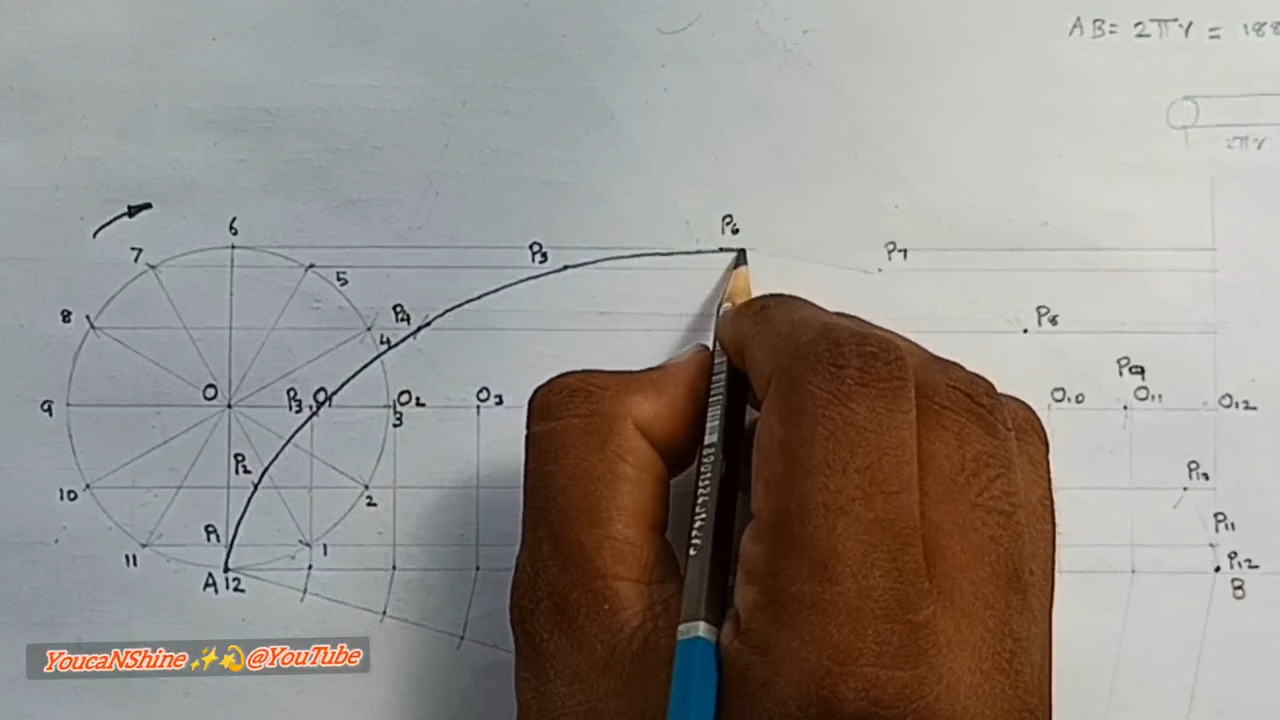 AB = 2πr = 188
2πr
6
P6
7
P5
P7
5
8
P4
P8
4
P9
9
O
P3
O1
O2
O3
O10
O11
O12
3
P2
P10
10
2
P1
P11
11
1
P12
A 12
B
YoucaNShine✨💫@YouTube
8901324314273